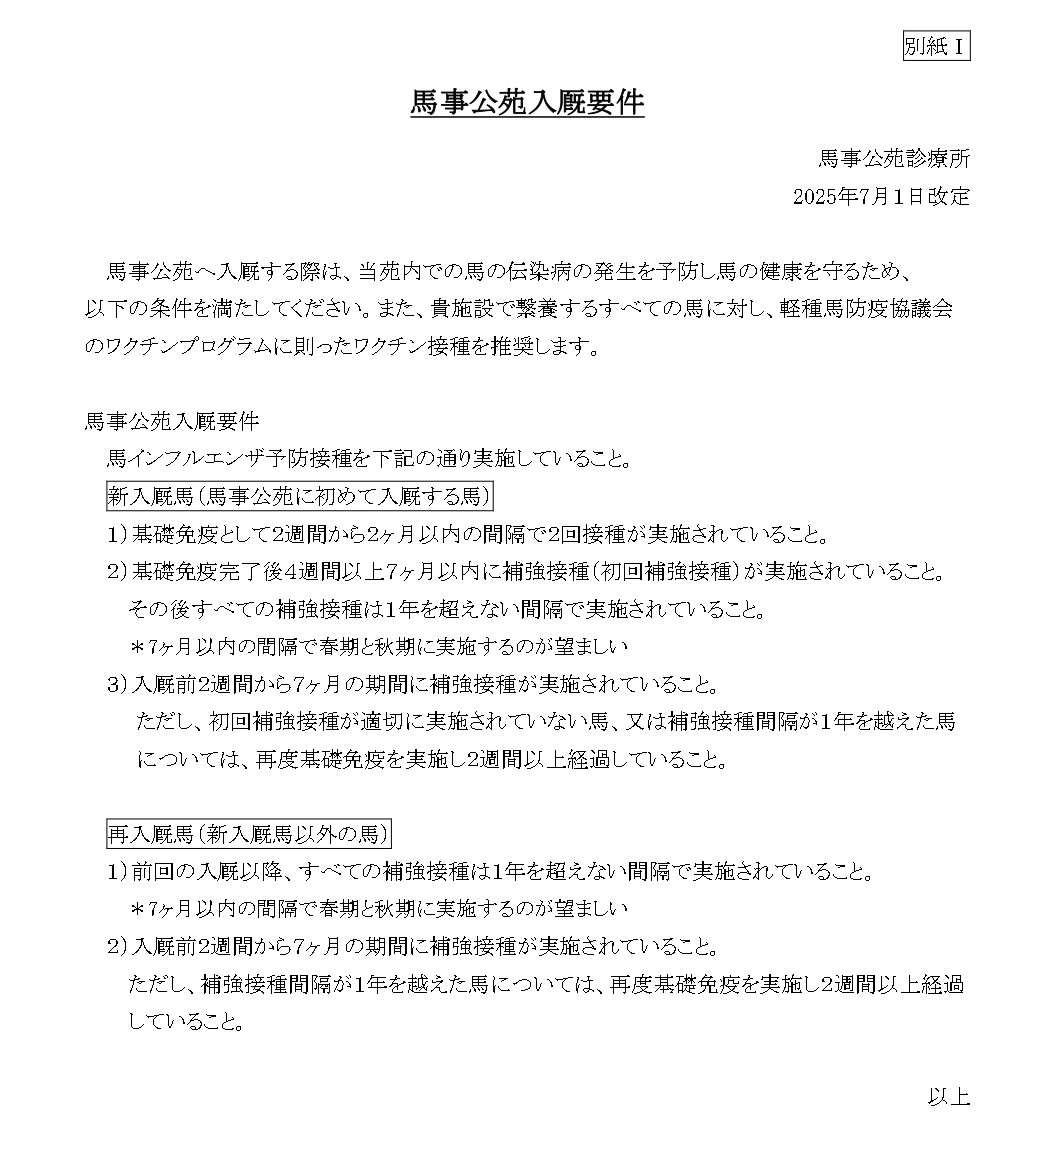 別紙Ⅰ
馬事公苑入厩要件
馬事公苑診療所
2025年7月1日改定
馬事公苑へ入厩する際は、当苑内での馬の伝染病の発生を予防し馬の健康を守るため、
以下の条件を満たしてください。また、貴施設で繋養するすべての馬に対し、軽種馬防疫協議会
のワクチンプログラムに則ったワクチン接種を推奨します。
馬事公苑入厩要件
馬インフルエンザ予防接種を下記の通り実施していること。
新入厩馬（馬事公苑に初めて入厩する馬）
１）基礎免疫として２週間から２ヶ月以内の間隔で２回接種が実施されていること。
２）基礎免疫完了後４週間以上７ヶ月以内に補強接種（初回補強接種）が実施されていること。
その後すべての補強接種は１年を超えない間隔で実施されていること。
＊７ヶ月以内の間隔で春期と秋期に実施するのが望ましい
３）入厩前２週間から７ヶ月の期間に補強接種が実施されていること。
ただし、初回補強接種が適切に実施されていない馬、又は補強接種間隔が１年を越えた馬
については、再度基礎免疫を実施し２週間以上経過していること。
再入厩馬（新入厩馬以外の馬）
１）前回の入厩以降、すべての補強接種は１年を超えない間隔で実施されていること。
＊７ヶ月以内の間隔で春期と秋期に実施するのが望ましい
２）入厩前２週間から７ヶ月の期間に補強接種が実施されていること。
ただし、補強接種間隔が１年を越えた馬については、再度基礎免疫を実施し２週間以上経過
していること。
以上